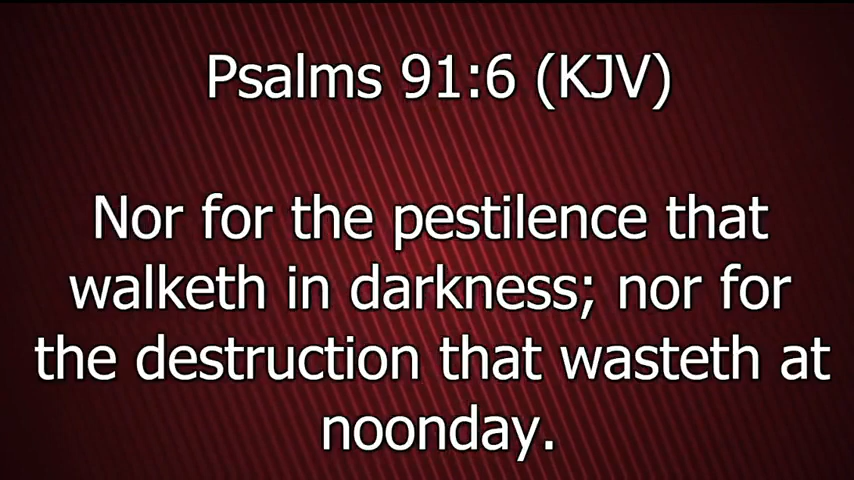 Psalms 91:6 (KJV)
Nor for the pestilence that
walketh in darkness; nor for
the destruction that wasteth at
noonday.